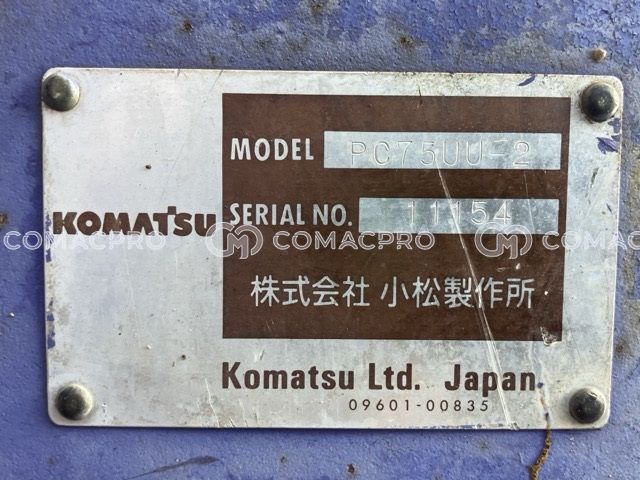 MODEL PC75UU-2
KOMATSU SERIAL NO. 11154
COMACPRO COMACPRO COMACPRO
株式会社 小松製作所
Komatsu Ltd. Japan
09601-00835